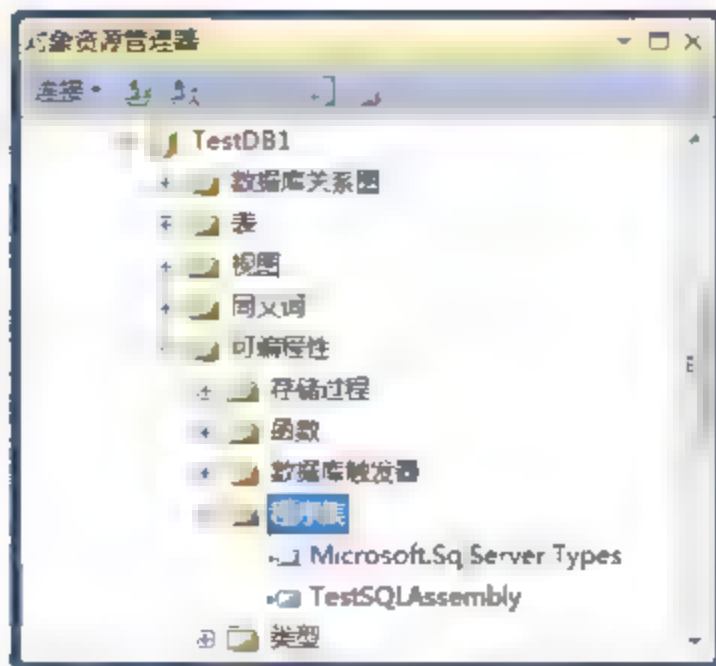 对象资源管理器
连接
TestDB1
数据库关系图
表
视图
同义词
可编程性
存储过程
函数
数据库触发器
程序集
Microsoft.Sq Server Types
TestSQLAssembly
类型